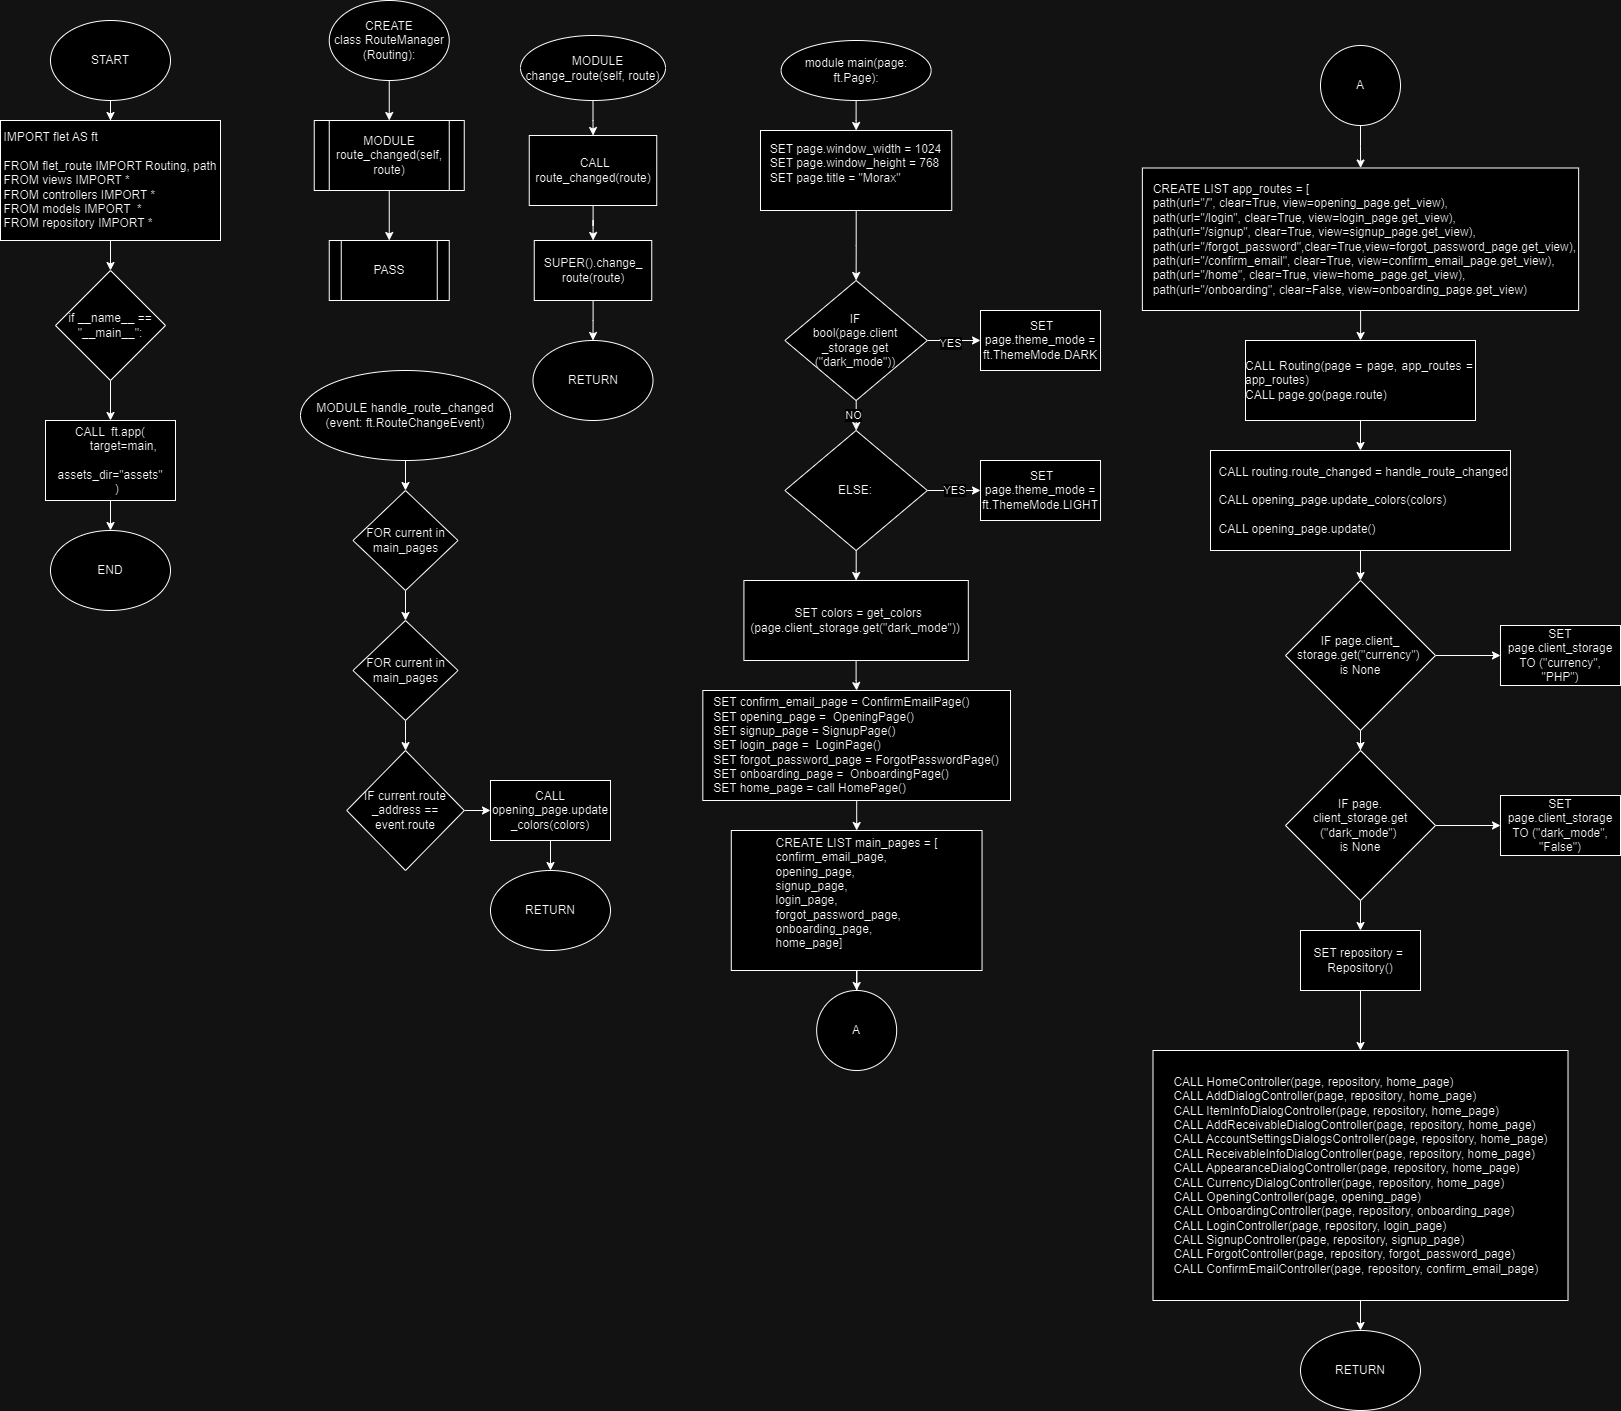 START
IMPORT flet AS ft
FROM flet_route IMPORT Routing, path
FROM views IMPORT *
FROM controllers IMPORT *
FROM models IMPORT  *
FROM repository IMPORT *
if __name__ ==
"__main__":
CALL  ft.app(
target=main,
assets_dir="assets"
)
END
CREATE
class RouteManager
(Routing):
MODULE
route_changed(self,
route)
PASS
MODULE
change_route(self, route)
CALL
route_changed(route)
SUPER().change_
route(route)
RETURN
MODULE handle_route_changed
(event: ft.RouteChangeEvent)
FOR current in
main_pages
FOR current in
main_pages
IF current.route
_address ==
event.route
CALL
opening_page.update
_colors(colors)
RETURN
module main(page:
ft.Page):
SET page.window_width = 1024
SET page.window_height = 768
SET page.title = "Morax"
IF
bool(page.client
_storage.get
("dark_mode"))
YES
SET
page.theme_mode =
ft.ThemeMode.DARK
NO
ELSE:
YES
SET
page.theme_mode =
ft.ThemeMode.LIGHT
SET colors = get_colors
(page.client_storage.get("dark_mode"))
SET confirm_email_page = ConfirmEmailPage()
SET opening_page =  OpeningPage()
SET signup_page = SignupPage()
SET login_page =  LoginPage()
SET forgot_password_page = ForgotPasswordPage()
SET onboarding_page =  OnboardingPage()
SET home_page = call HomePage()
CREATE LIST main_pages = [
confirm_email_page,
opening_page,
signup_page,
login_page,
forgot_password_page,
onboarding_page,
home_page]
A
A
CREATE LIST app_routes = [
path(url="/", clear=True, view=opening_page.get_view),
path(url="/login", clear=True, view=login_page.get_view),
path(url="/signup", clear=True, view=signup_page.get_view),
path(url="/forgot_password",clear=True,view=forgot_password_page.get_view),
path(url="/confirm_email", clear=True, view=confirm_email_page.get_view),
path(url="/home", clear=True, view=home_page.get_view),
path(url="/onboarding", clear=False, view=onboarding_page.get_view)
CALL Routing(page = page, app_routes =
app_routes)
CALL page.go(page.route)
CALL routing.route_changed = handle_route_changed
CALL opening_page.update_colors(colors)
CALL opening_page.update()
IF page.client_
storage.get("currency")
is None
SET
page.client_storage
TO ("currency",
"PHP")
IF page.
client_storage.get
("dark_mode")
is None
SET
page.client_storage
TO ("dark_mode",
"False")
SET repository =
Repository()
CALL HomeController(page, repository, home_page)
CALL AddDialogController(page, repository, home_page)
CALL ItemInfoDialogController(page, repository, home_page)
CALL AddReceivableDialogController(page, repository, home_page)
CALL AccountSettingsDialogsController(page, repository, home_page)
CALL ReceivableInfoDialogController(page, repository, home_page)
CALL AppearanceDialogController(page, repository, home_page)
CALL CurrencyDialogController(page, repository, home_page)
CALL OpeningController(page, opening_page)
CALL OnboardingController(page, repository, onboarding_page)
CALL LoginController(page, repository, login_page)
CALL SignupController(page, repository, signup_page)
CALL ForgotController(page, repository, forgot_password_page)
CALL ConfirmEmailController(page, repository, confirm_email_page)
RETURN